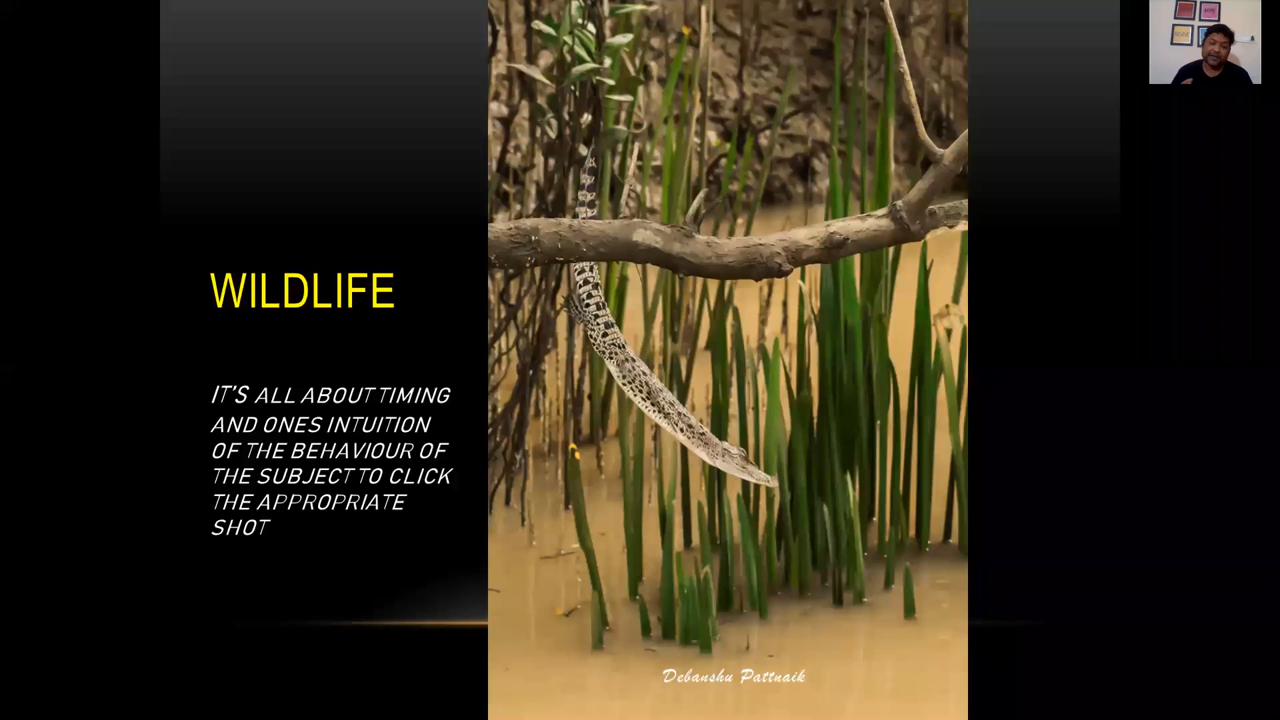 WILDLIFE
IT'S ALL ABOUT TIMING
AND ONES INTUITION
OF THE BEHAVIOUR OF
THE SUBJECT TO CLICK
THE APPROPRIATE
SHOT
Debanshu Pattnaik